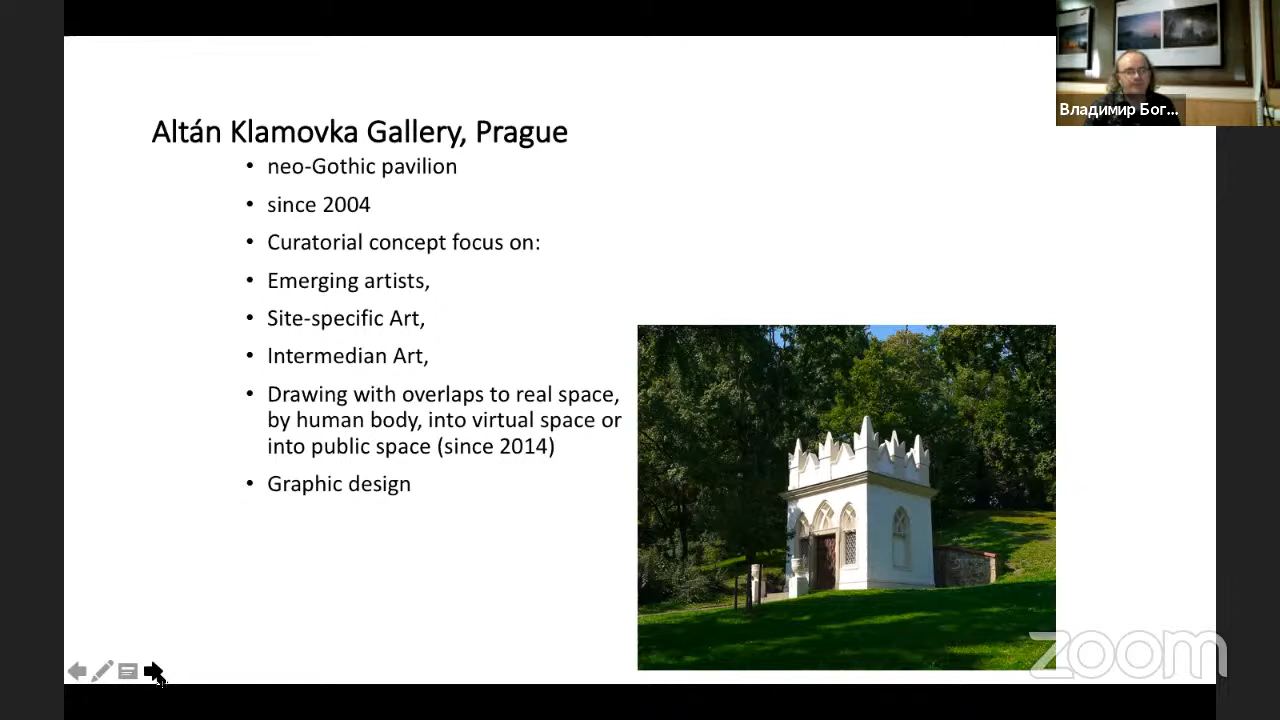 Владимир Бог...
Altán Klamovka Gallery, Prague
• neo-Gothic pavilion
• since 2004
• Curatorial concept focus on:
• Emerging artists,
• Site-specific Art,
• Intermedian Art,
• Drawing with overlaps to real space,
by human body, into virtual space or
into public space (since 2014)
• Graphic design
zoom